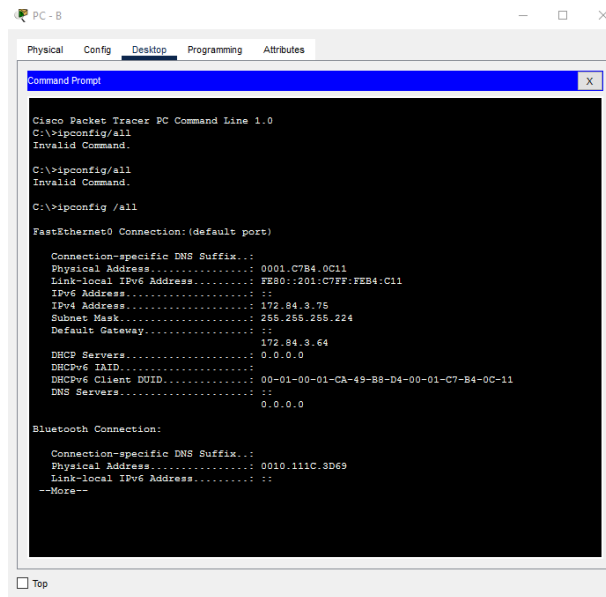 PC - B
Physical Config Desktop Programming Attributes
Command Prompt
X
Cisco Packet Tracer PC Command Line 1.0
C:\>ipconfig/all
Invalid Command.
C:\>ipconfig/all
Invalid Command.
C:\>ipconfig /all
FastEthernet0 Connection:(default port)
Connection-specific DNS Suffix..:
Physical Address................: 0001.C7B4.0C11
Link-local IPv6 Address.........: FE80::201:C7FF:FEB4:C11
IPv6 Address....................: ::
IPv4 Address....................: 172.84.3.75
Subnet Mask.....................: 255.255.255.224
Default Gateway.................: ::
172.84.3.64
DHCP Servers....................: 0.0.0.0
DHCPv6 IAID.....................:
DHCPv6 Client DUID..............: 00-01-00-01-CA-49-B8-D4-00-01-C7-B4-0C-11
DNS Servers.....................: ::
0.0.0.0
Bluetooth Connection:
Connection-specific DNS Suffix..:
Physical Address................: 0010.111C.3D69
Link-local IPv6 Address.........: ::
--More--
Top